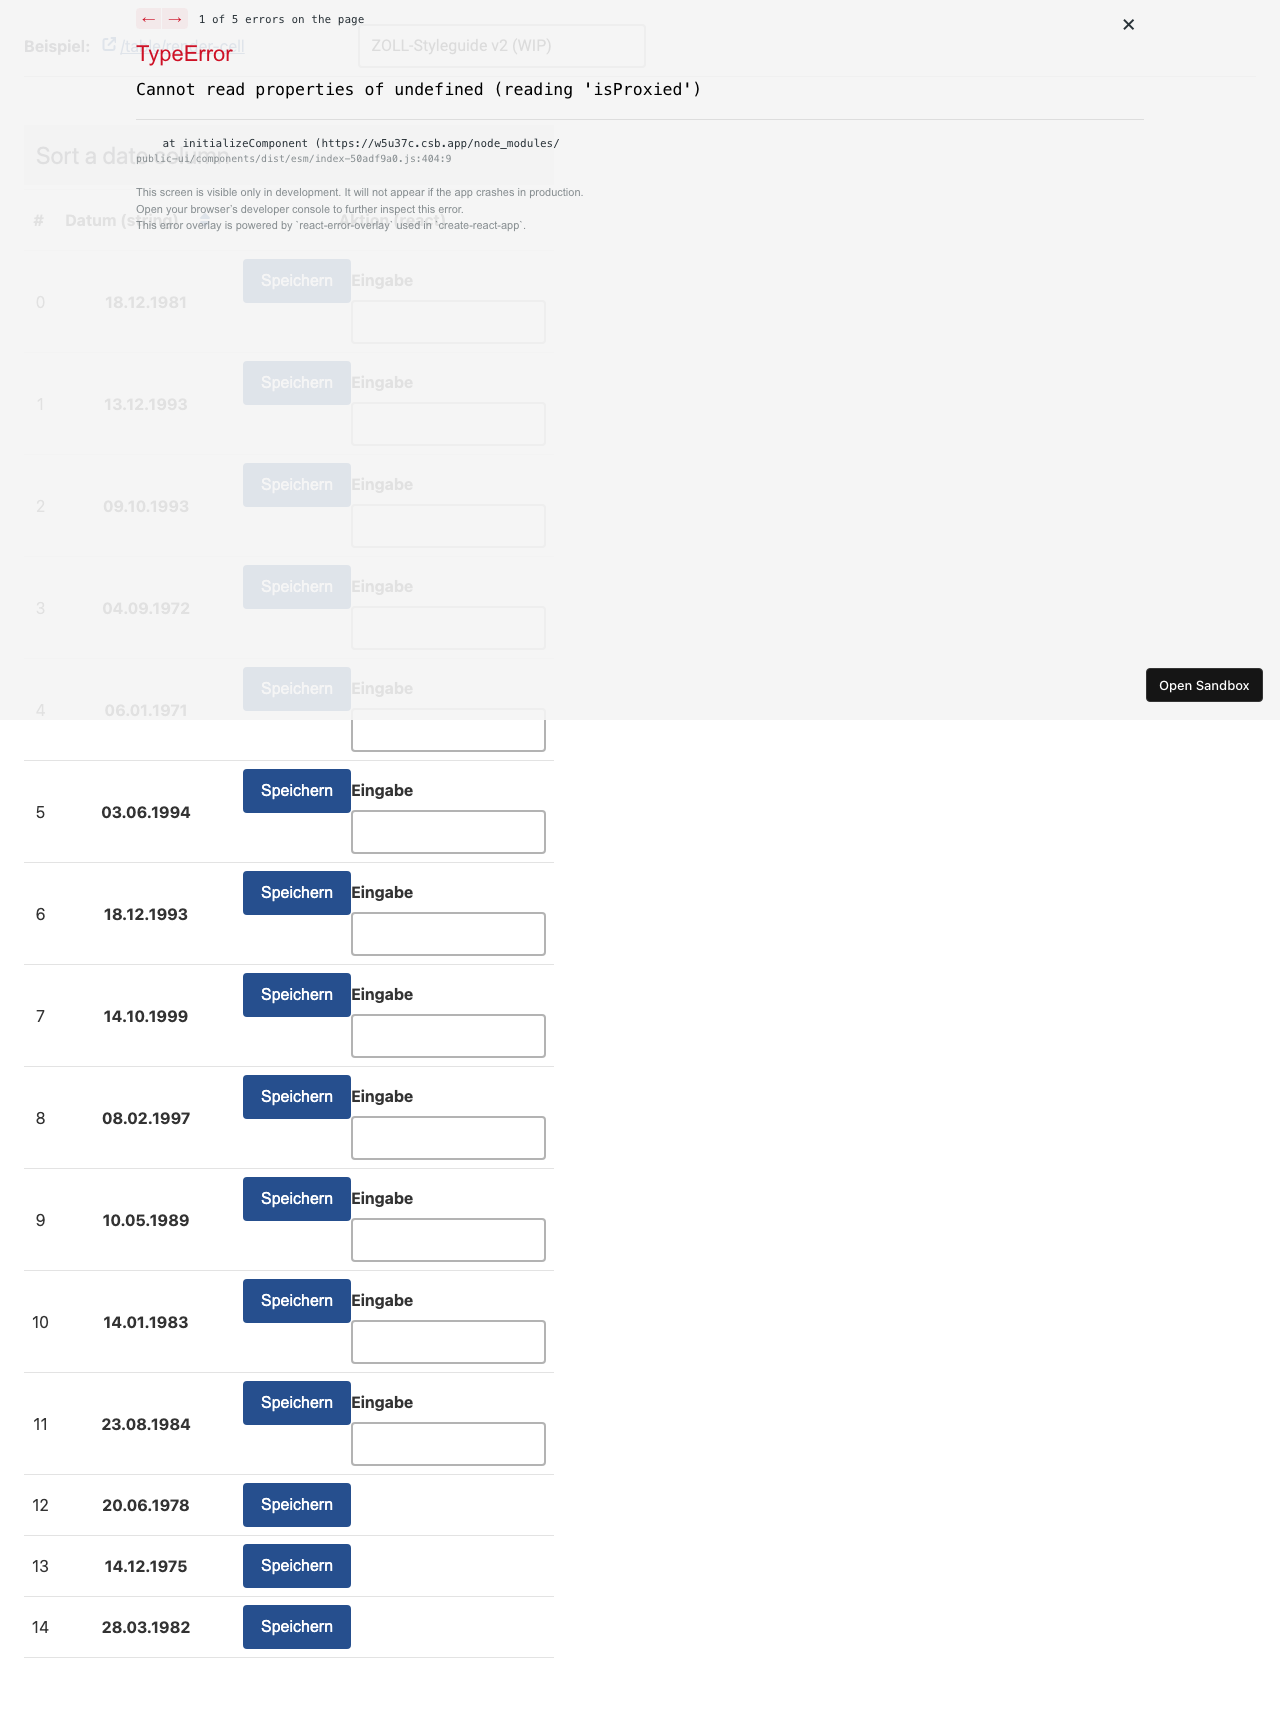 ← → 1 of 5 errors on the page
×
Beispiel: /table/render-cell
ZOLL-Styleguide v2 (WIP)
TypeError
Cannot read properties of undefined (reading 'isProxied')
at initializeComponent (https://w5u37c.csb.app/node_modules/
public-ui/components/dist/esm/index-50adf9a0.js:404:9
Sort a date column
This screen is visible only in development. It will not appear if the app crashes in production.
Open your browser's developer console to further inspect this error.
This error overlay is powered by `react-error-overlay` used in `create-react-app`.
# Datum (string) Aktion (react)
0 18.12.1981 Speichern Eingabe
1 13.12.1993 Speichern Eingabe
2 09.10.1993 Speichern Eingabe
3 04.09.1972 Speichern Eingabe
4 06.01.1971 Speichern Eingabe
Open Sandbox
5 03.06.1994 Speichern Eingabe
6 18.12.1993 Speichern Eingabe
7 14.10.1999 Speichern Eingabe
8 08.02.1997 Speichern Eingabe
9 10.05.1989 Speichern Eingabe
10 14.01.1983 Speichern Eingabe
11 23.08.1984 Speichern Eingabe
12 20.06.1978 Speichern
13 14.12.1975 Speichern
14 28.03.1982 Speichern